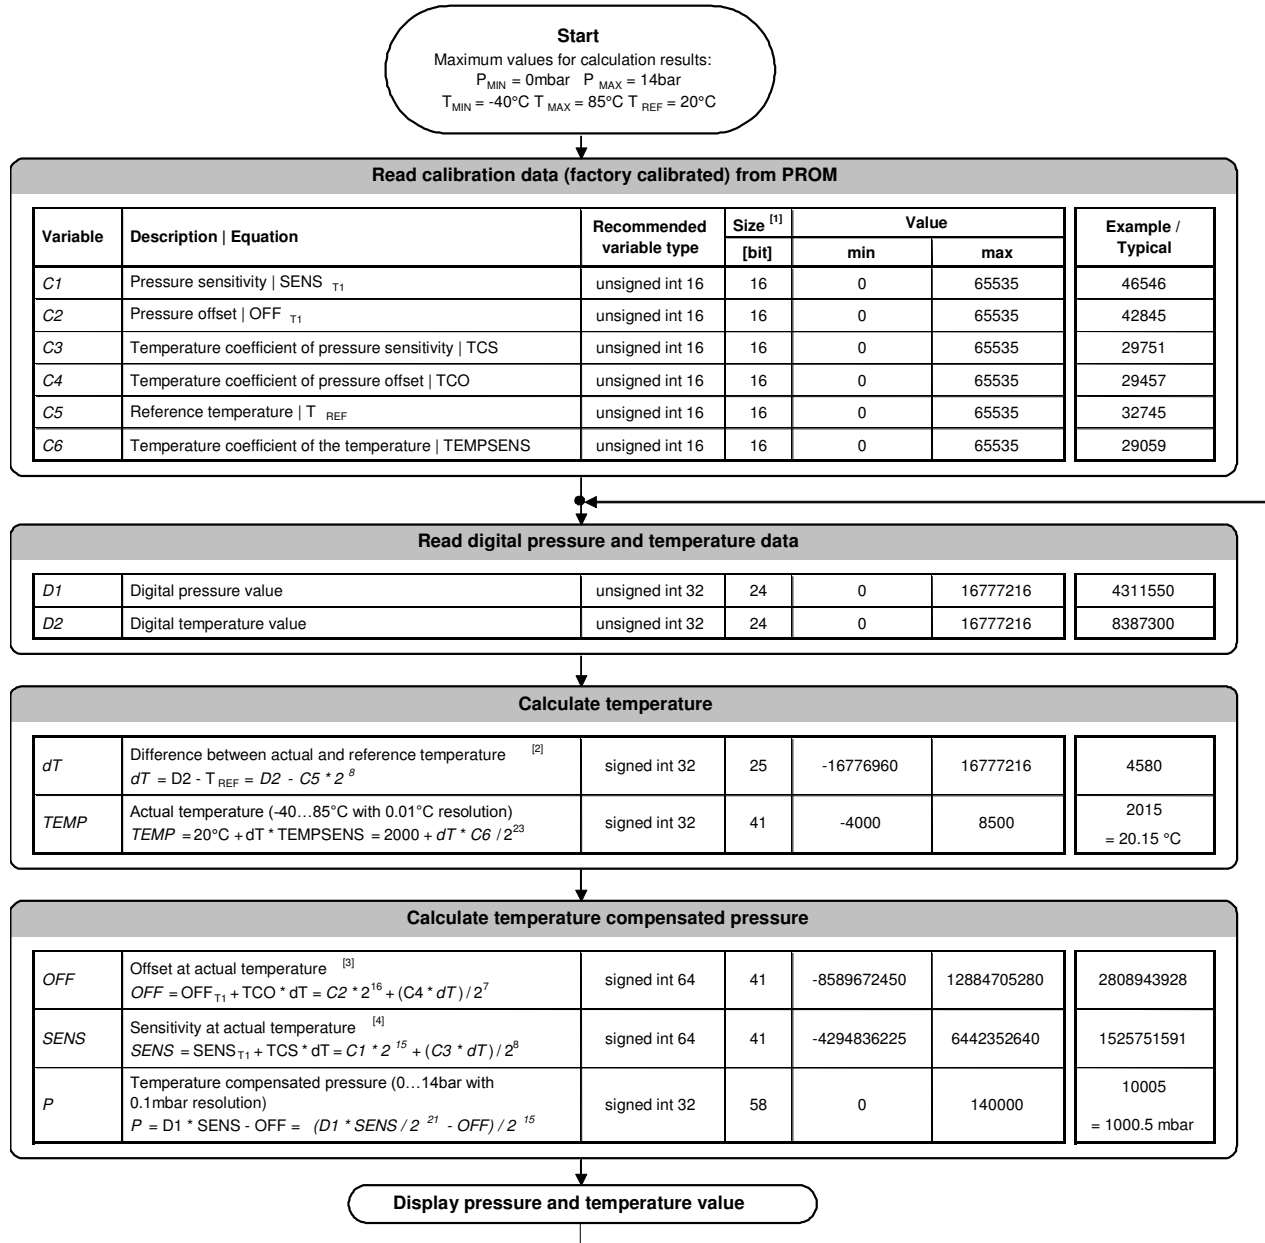 Start
Maximum values for calculation results:
P MIN = 0mbar P MAX = 14bar
T MIN = -40°C T MAX = 85°C T REF = 20°C
Read calibration data (factory calibrated) from PROM
Variable Description | Equation Recommended variable type Size [1] [bit] Value min max Example / Typical
C1 Pressure sensitivity | SENS T1 unsigned int 16 16 0 65535 46546
C2 Pressure offset | OFF T1 unsigned int 16 16 0 65535 42845
C3 Temperature coefficient of pressure sensitivity | TCS unsigned int 16 16 0 65535 29751
C4 Temperature coefficient of pressure offset | TCO unsigned int 16 16 0 65535 29457
C5 Reference temperature | T REF unsigned int 16 16 0 65535 32745
C6 Temperature coefficient of the temperature | TEMPSENS unsigned int 16 16 0 65535 29059
Read digital pressure and temperature data
D1 Digital pressure value unsigned int 32 24 0 16777216 4311550
D2 Digital temperature value unsigned int 32 24 0 16777216 8387300
Calculate temperature
dT Difference between actual and reference temperature [2]
dT = D2 - T REF = D2 - C5 * 2 8 signed int 32 25 -16776960 16777216 4580
TEMP Actual temperature (-40…85°C with 0.01°C resolution)
TEMP = 20°C + dT * TEMPSENS = 2000 + dT * C6 / 2 23 signed int 32 41 -4000 8500 2015
= 20.15 °C
Calculate temperature compensated pressure
OFF Offset at actual temperature [3]
OFF = OFF T1 + TCO * dT = C2 * 2 16 + (C4 * dT ) / 2 7 signed int 64 41 -8589672450 12884705280 2808943928
SENS Sensitivity at actual temperature [4]
SENS = SENS T1 + TCS * dT = C1 * 2 15 + (C3 * dT ) / 2 8 signed int 64 41 -4294836225 6442352640 1525751591
P Temperature compensated pressure (0…14bar with
0.1mbar resolution)
P = D1 * SENS - OFF = (D1 * SENS / 2 21 - OFF) / 2 15 signed int 32 58 0 140000 10005
= 1000.5 mbar
Display pressure and temperature value